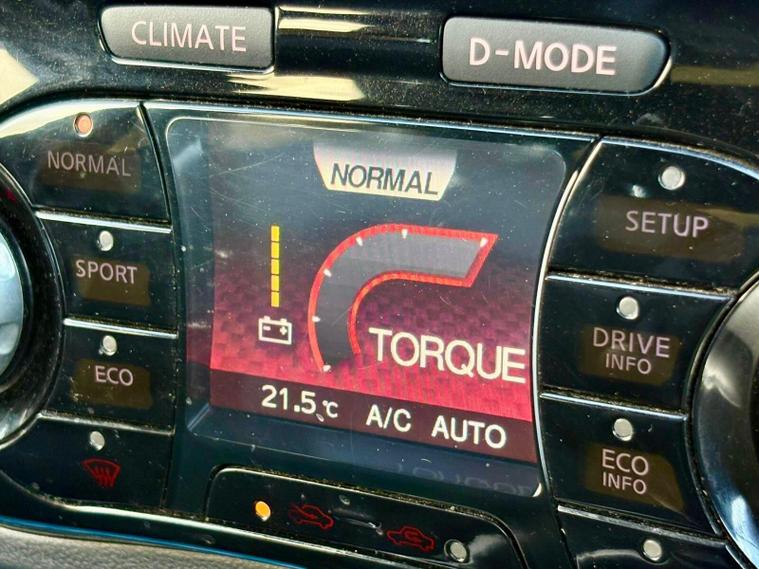 CLIMATE
D-MODE
NORMAL
NORMAL
SETUP
SPORT
DRIVE
INFO
ECO
TORQUE
21.5°C A/C AUTO
ECO
INFO